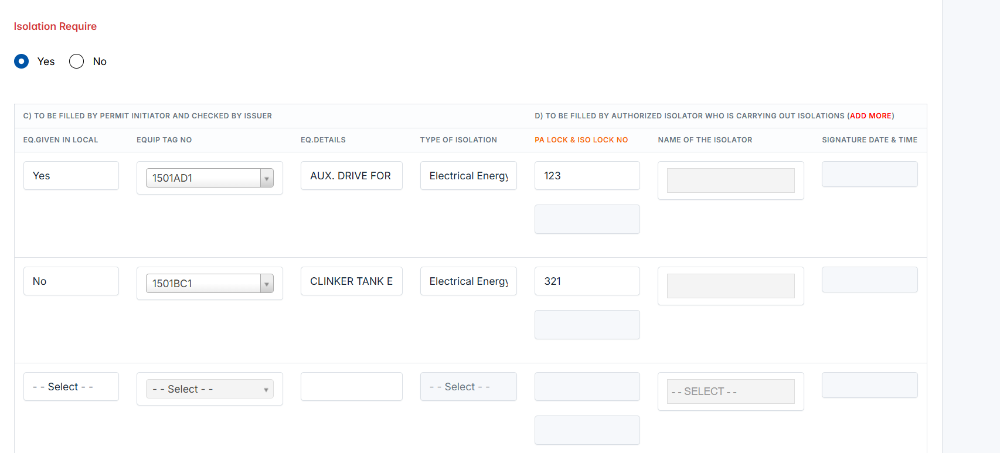 Isolation Require
Yes No
C) TO BE FILLED BY PERMIT INITIATOR AND CHECKED BY ISSUER D) TO BE FILLED BY AUTHORIZED ISOLATOR WHO IS CARRYING OUT ISOLATIONS (ADD MORE)
EQ.GIVEN IN LOCAL EQUIP TAG NO EQ.DETAILS TYPE OF ISOLATION PA LOCK & ISO LOCK NO NAME OF THE ISOLATOR SIGNATURE DATE & TIME
Yes 1501AD1 AUX. DRIVE FOR Electrical Energy 123
No 1501BC1 CLINKER TANK E Electrical Energy 321
- - Select - - - - Select - - - - Select - - - - SELECT - -